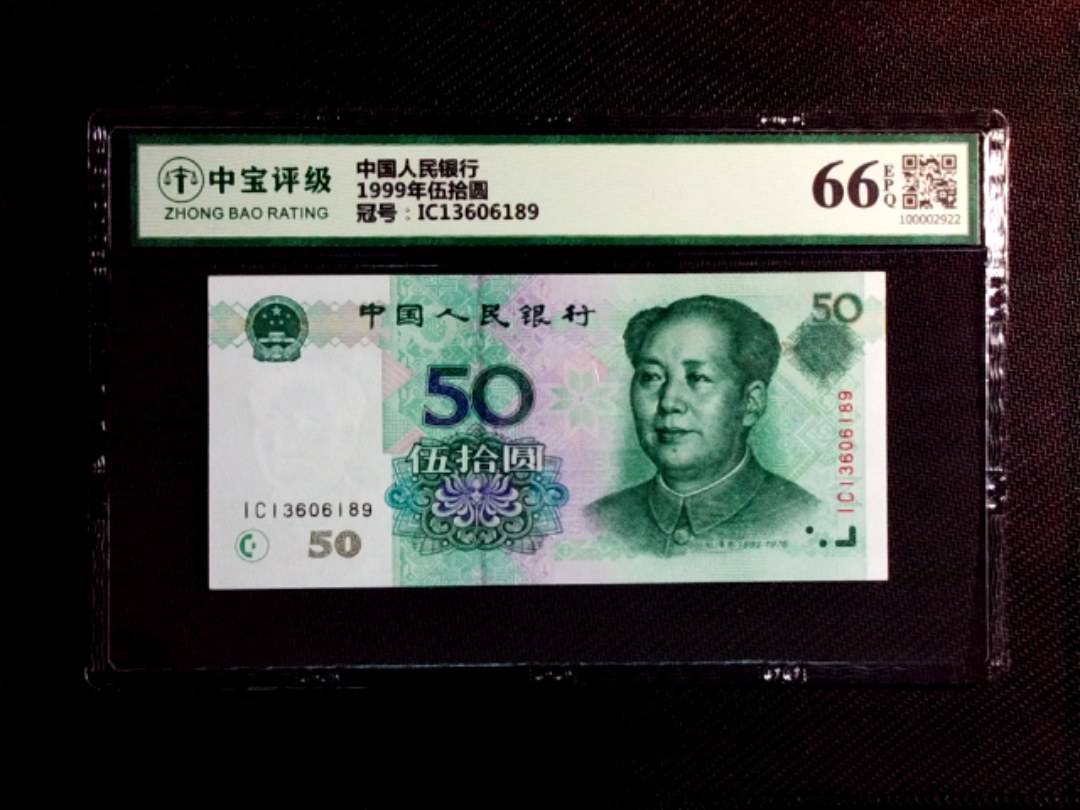 中宝评级
ZHONG BAO RATING
中国人民银行
1999年伍拾圆
冠号：IC13606189
66
EPQ
100002922
中国人民银行
50
50
伍拾圆
IC13606189
50
IC13606189